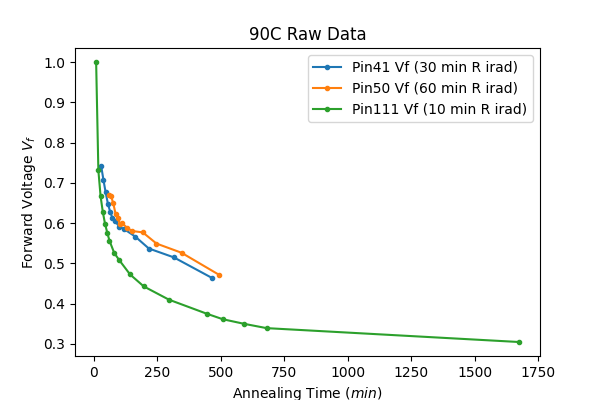 90C Raw Data
Forward Voltage Vf
1.0
0.9
0.8
0.7
0.6
0.5
0.4
0.3
Pin41 Vf (30 min R irad)
Pin50 Vf (60 min R irad)
Pin111 Vf (10 min R irad)
0 250 500 750 1000 1250 1500 1750
Annealing Time (min)